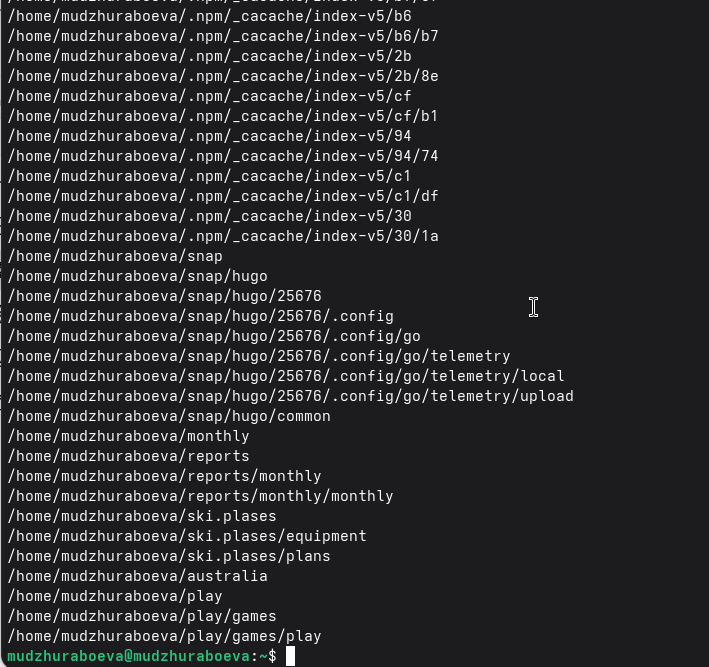 /home/mudzhuraboeva/.npm/_cacache/index-v5/b6
/home/mudzhuraboeva/.npm/_cacache/index-v5/b6/b7
/home/mudzhuraboeva/.npm/_cacache/index-v5/2b
/home/mudzhuraboeva/.npm/_cacache/index-v5/2b/8e
/home/mudzhuraboeva/.npm/_cacache/index-v5/cf
/home/mudzhuraboeva/.npm/_cacache/index-v5/cf/b1
/home/mudzhuraboeva/.npm/_cacache/index-v5/94
/home/mudzhuraboeva/.npm/_cacache/index-v5/94/74
/home/mudzhuraboeva/.npm/_cacache/index-v5/c1
/home/mudzhuraboeva/.npm/_cacache/index-v5/c1/df
/home/mudzhuraboeva/.npm/_cacache/index-v5/30
/home/mudzhuraboeva/.npm/_cacache/index-v5/30/1a
/home/mudzhuraboeva/snap
/home/mudzhuraboeva/snap/hugo
/home/mudzhuraboeva/snap/hugo/25676
/home/mudzhuraboeva/snap/hugo/25676/.config
/home/mudzhuraboeva/snap/hugo/25676/.config/go
/home/mudzhuraboeva/snap/hugo/25676/.config/go/telemetry
/home/mudzhuraboeva/snap/hugo/25676/.config/go/telemetry/local
/home/mudzhuraboeva/snap/hugo/25676/.config/go/telemetry/upload
/home/mudzhuraboeva/snap/hugo/common
/home/mudzhuraboeva/monthly
/home/mudzhuraboeva/reports
/home/mudzhuraboeva/reports/monthly
/home/mudzhuraboeva/reports/monthly/monthly
/home/mudzhuraboeva/ski.plases
/home/mudzhuraboeva/ski.plases/equipment
/home/mudzhuraboeva/ski.plases/plans
/home/mudzhuraboeva/australia
/home/mudzhuraboeva/play
/home/mudzhuraboeva/play/games
/home/mudzhuraboeva/play/games/play
mudzhuraboeva@mudzhuraboeva:~$